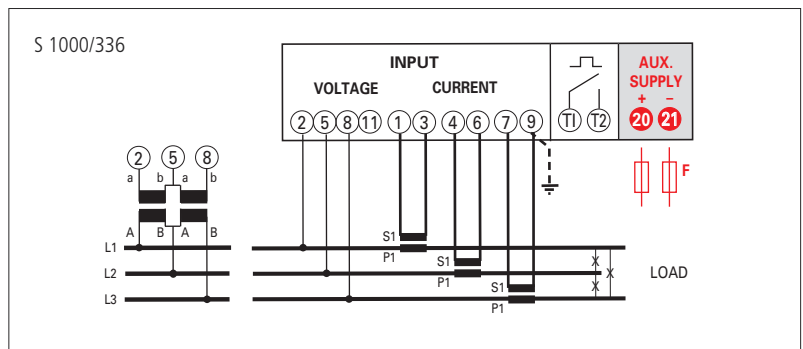 S 1000/336
INPUT
VOLTAGE CURRENT
2 5 8 11 1 3 4 6 7 9
T1 T2
AUX.
SUPPLY
+ −
20 21
F
2 5 8
a b a b
A B A B
L1
L2
L3
S1
P1
S1
P1
S1
P1
X
X
X
LOAD